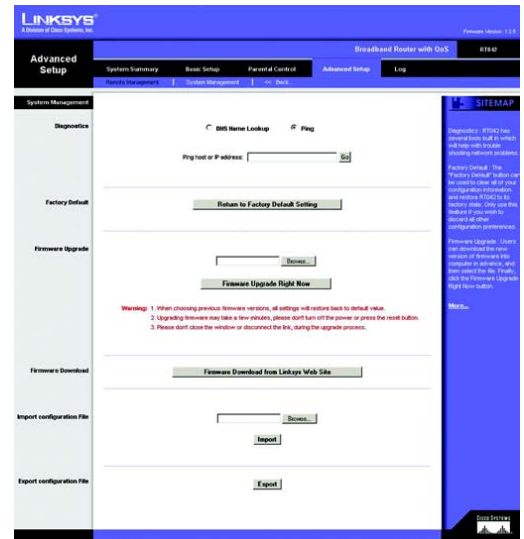 LINKSYS®
A Division of Cisco Systems, Inc.
Firmware Version: 1.2.8
Broadband Router with QoS
RT042
Advanced Setup
System Summary
Basic Setup
Parental Control
Advanced Setup
Log
Remote Management | System Management | << Back...
System Management
SITEMAP
Diagnostics
DNS Name Lookup
Ping
Ping host or IP address:
Go
Factory Default
Return to Factory Default Setting
Firmware Upgrade
Browse...
Firmware Upgrade Right Now
Warning: 1. When choosing previous firmware versions, all settings will restore back to default value.
2. Upgrading firmware may take a few minutes, please don't turn off the power or press the reset button.
3. Please don't close the window or disconnect the link, during the upgrade process.
Firmware Download
Firmware Download from Linksys Web Site
Import configuration File
Browse...
Import
Export configuration File
Export
Diagnostics : RT042 has
several tools built in which
will help with trouble
shooting network problems.
Factory Default : The
"Factory Default" button can
be used to clear all of your
configuration information
and restore RT042 to its
factory state. Only use this
feature if you wish to
discard all other
configuration preferences.
Firmware Upgrade : Users
can download the new
version of firmware into
computer in advance, and
then select the file. Finally,
click the Firmware Upgrade
Right Now button.
More...
CISCO SYSTEMS